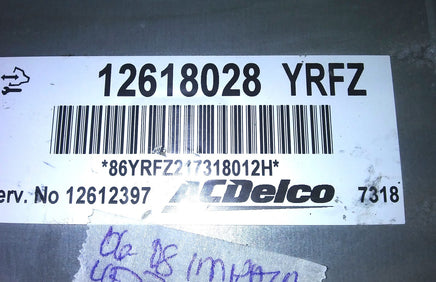 12618028 YRFZ
*86YRFZ217318012H*
erv. No 12612397 ACDelco 7318
06 08 IMPALA